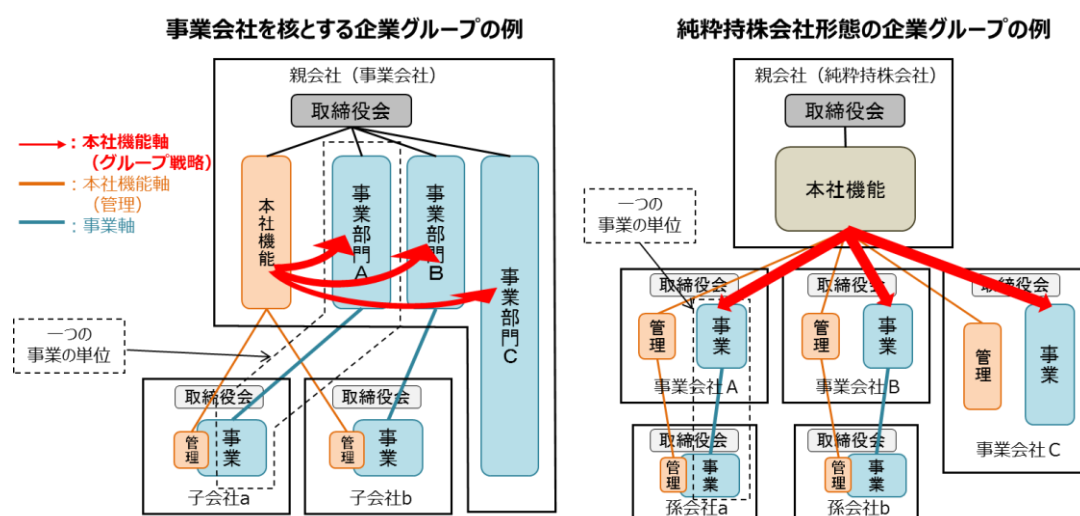 事業会社を核とする企業グループの例
親会社（事業会社）
取締役会
→：本社機能軸
（グループ戦略）
：本社機能軸
（管理）
：事業軸
本社機能
事業部門A
事業部門B
事業部門C
一つの
事業の単位
取締役会
管理
事業
子会社a
取締役会
管理
事業
子会社b
純粋持株会社形態の企業グループの例
親会社（純粋持株会社）
取締役会
本社機能
一つの
事業の単位
取締役会
管理
事業
事業会社A
取締役会
管理
事業
事業会社B
取締役会
管理
事業
事業会社C
取締役会
管理
事業
孫会社a
取締役会
管理
事業
孫会社b